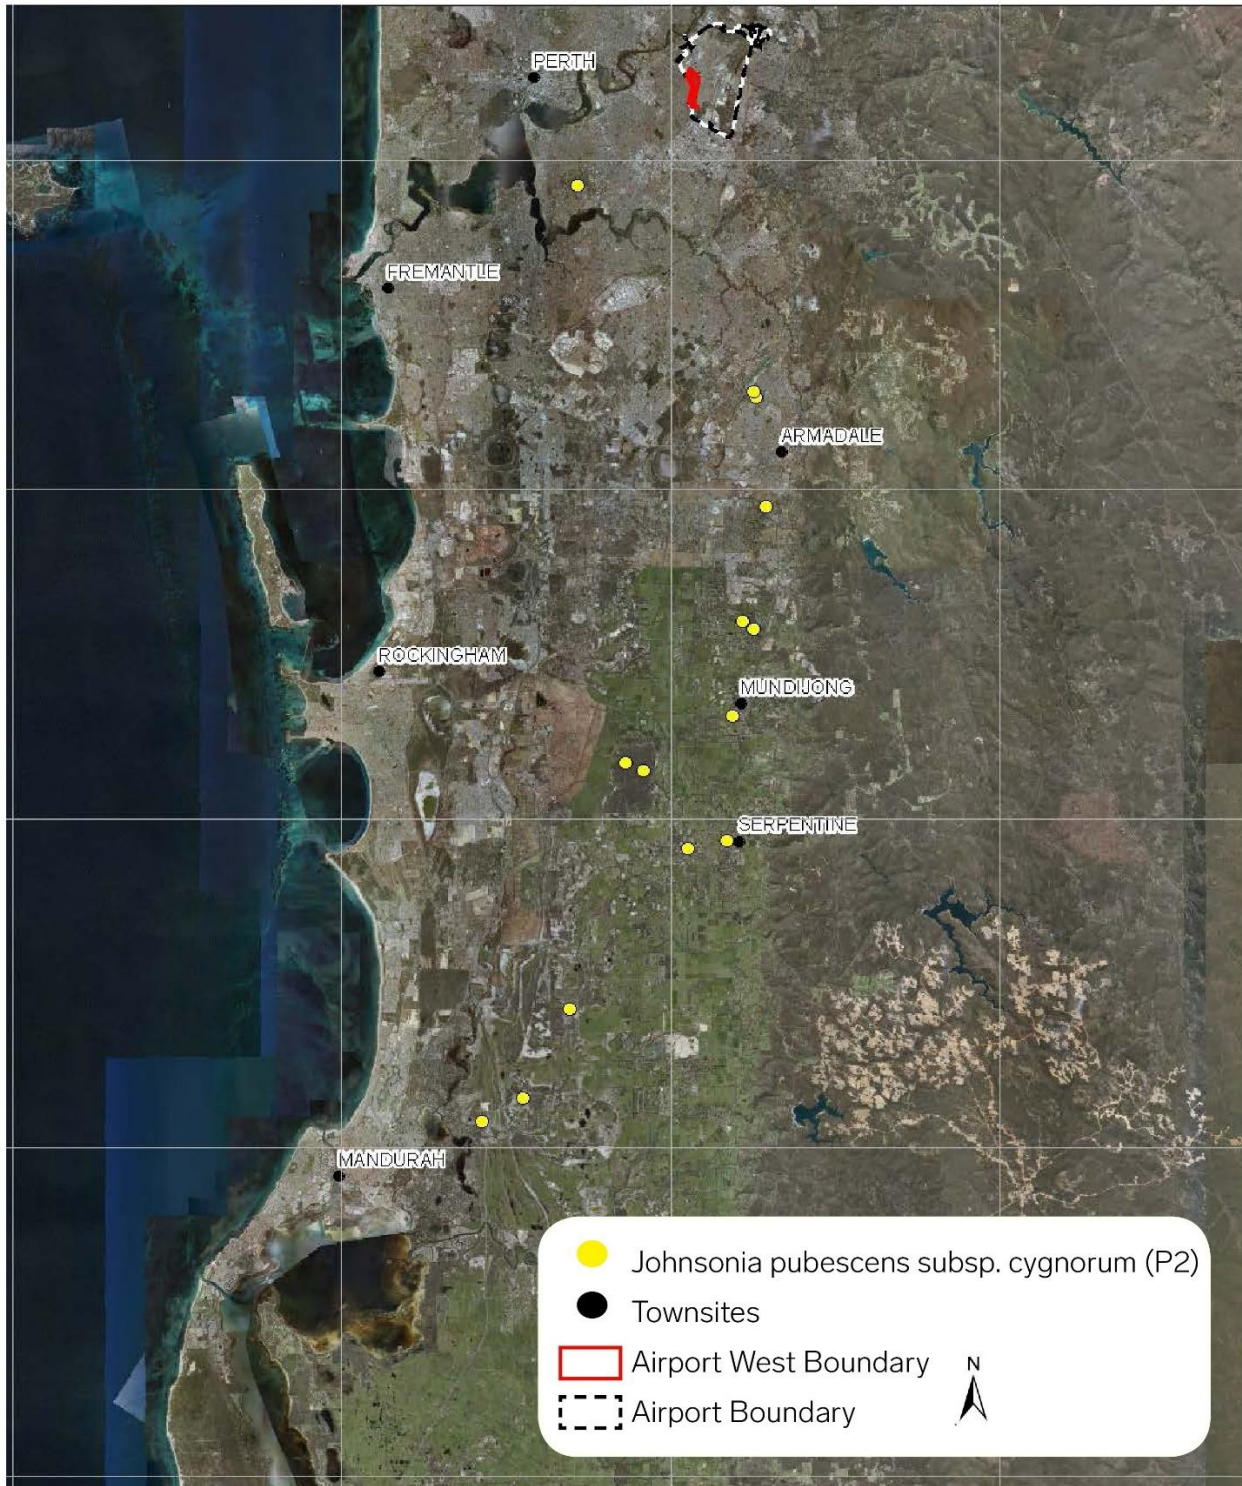 PERTH
FREMANTLE
ARMADALE
ROCKINGHAM
MUNDIJONG
SERPENTINE
MANDURAH
Johnsonia pubescens subsp. cygnorum (P2)
Townsites
Airport West Boundary
N
Airport Boundary